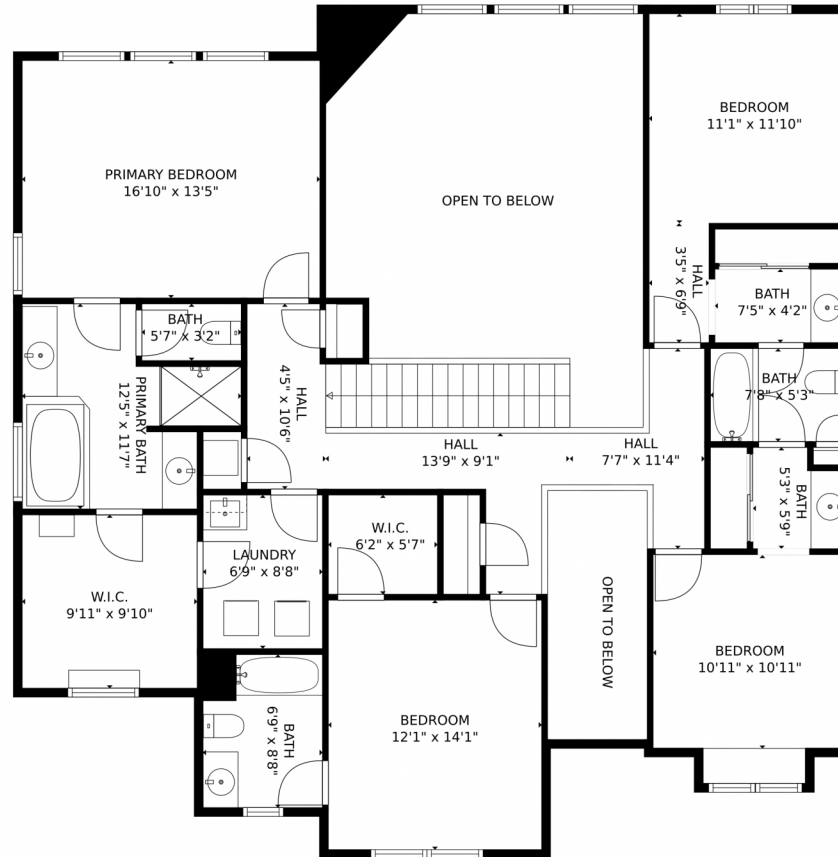 BEDROOM
11'1" x 11'10"
PRIMARY BEDROOM
16'10" x 13'5"
OPEN TO BELOW
HALL
3'5" x 6'9"
BATH
7'5" x 4'2"
BATH
5'7" x 3'2"
HALL
4'5" x 10'6"
PRIMARY BATH
12'5" x 11'7"
BATH
7'8" x 5'3"
HALL
13'9" x 9'1"
HALL
7'7" x 11'4"
BATH
5'3" x 5'9"
W.I.C.
6'2" x 5'7"
LAUNDRY
6'9" x 8'8"
W.I.C.
9'11" x 9'10"
OPEN TO BELOW
BEDROOM
10'11" x 10'11"
BATH
6'9" x 8'8"
BEDROOM
12'1" x 14'1"